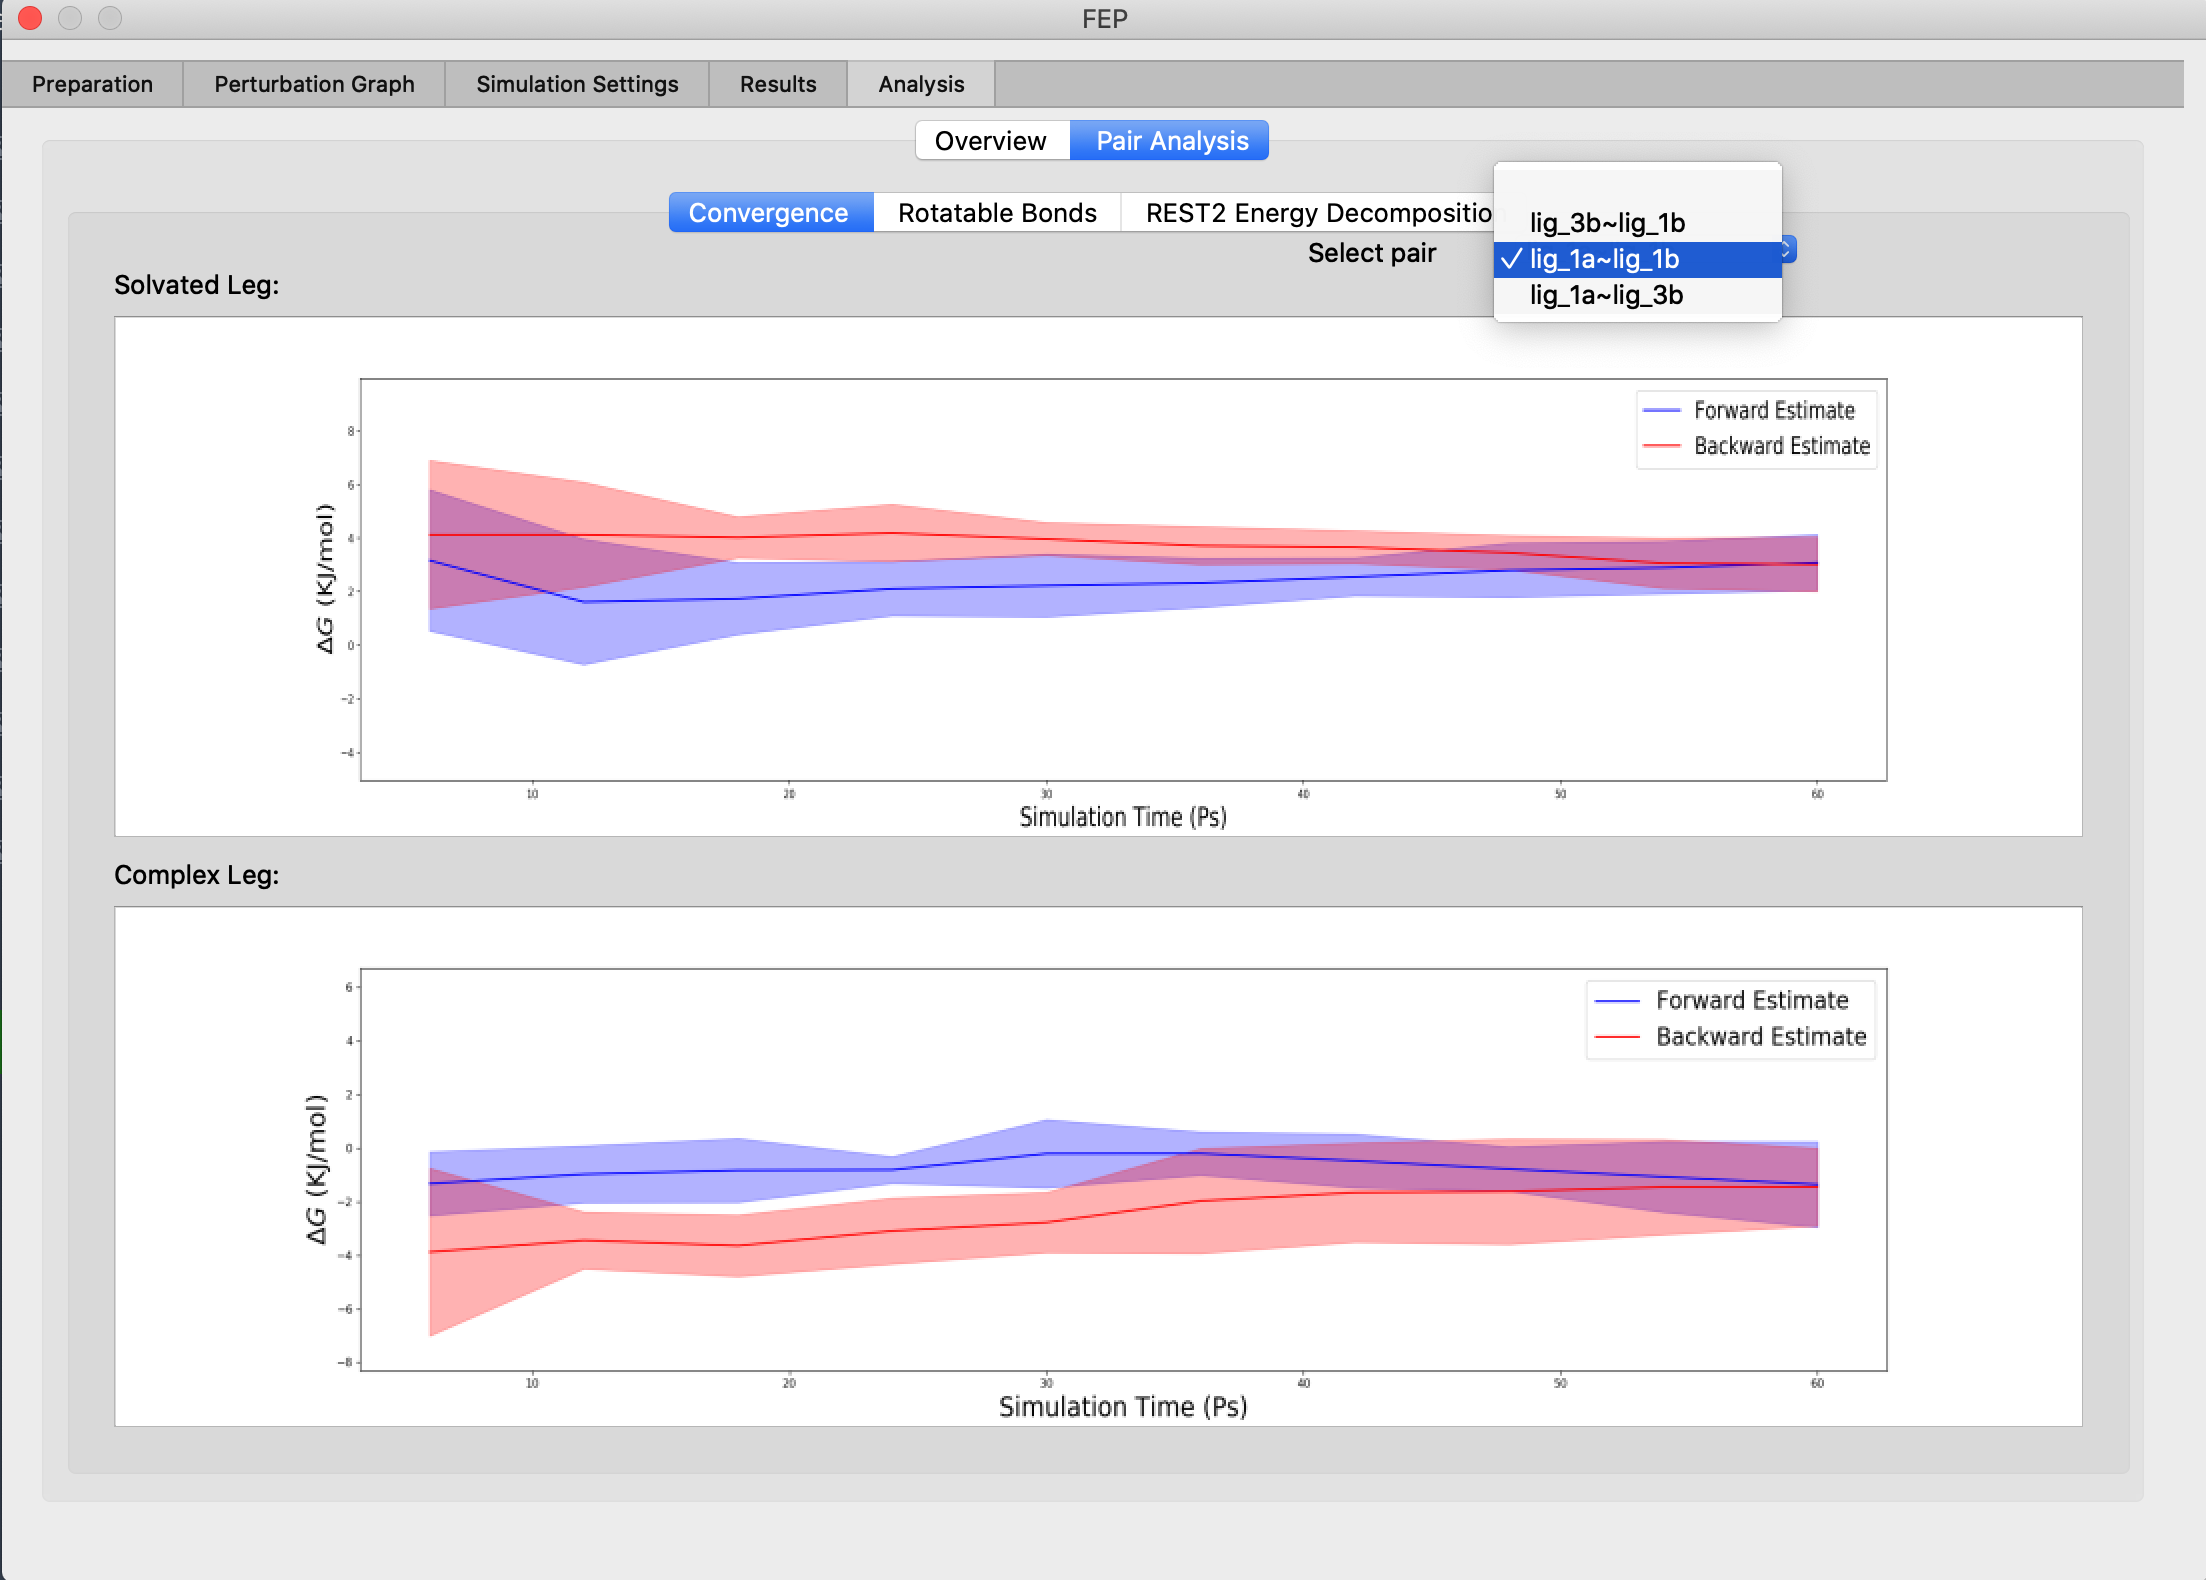 FEP
Preparation Perturbation Graph Simulation Settings Results Analysis
Overview Pair Analysis
Convergence Rotatable Bonds REST2 Energy Decompositio
Select pair
lig_3b~lig_1b
✓ lig_1a~lig_1b
lig_1a~lig_3b
Solvated Leg:
Forward Estimate
Backward Estimate
8
6
4
2
0
−2
−4
ΔG (KJ/mol)
10 20 30 40 50 60
Simulation Time (Ps)
Complex Leg:
Forward Estimate
Backward Estimate
6
4
2
0
−2
−4
−6
−8
ΔG (KJ/mol)
10 20 30 40 50 60
Simulation Time (Ps)